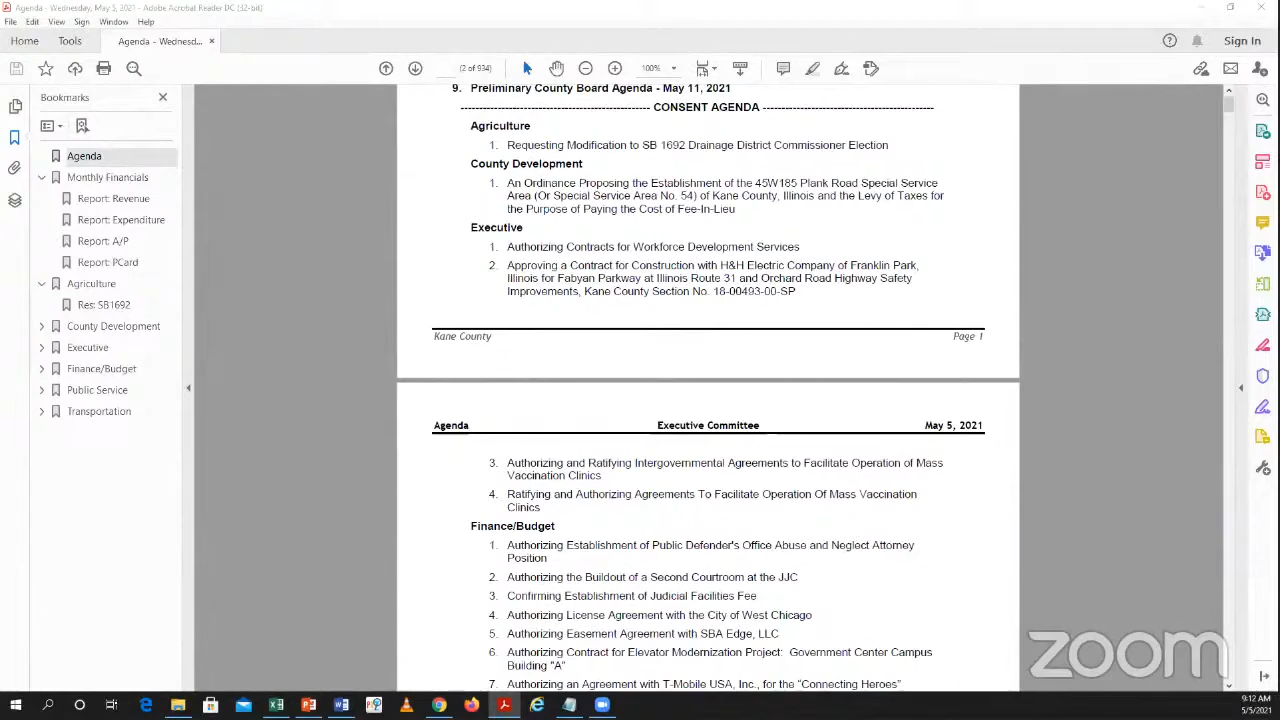 Agenda - Wednesday, May 5, 2021 - Adobe Acrobat Reader DC (32-bit)
File Edit View Sign Window Help
Home Tools Agenda - Wednesd... × Sign In
(2 of 934) 100%
Bookmarks
Agenda
Monthly Financials
Report: Revenue
Report: Expenditure
Report: A/P
Report: PCard
Agriculture
Res: SB1692
County Development
Executive
Finance/Budget
Public Service
Transportation
9. Preliminary County Board Agenda - May 11, 2021
CONSENT AGENDA
Agriculture
1. Requesting Modification to SB 1692 Drainage District Commissioner Election
County Development
1. An Ordinance Proposing the Establishment of the 45W185 Plank Road Special Service
Area (Or Special Service Area No. 54) of Kane County, Illinois and the Levy of Taxes for
the Purpose of Paying the Cost of Fee-In-Lieu
Executive
1. Authorizing Contracts for Workforce Development Services
2. Approving a Contract for Construction with H&H Electric Company of Franklin Park,
Illinois for Fabyan Parkway at Illinois Route 31 and Orchard Road Highway Safety
Improvements, Kane County Section No. 18-00493-00-SP
Kane County Page 1
Agenda Executive Committee May 5, 2021
3. Authorizing and Ratifying Intergovernmental Agreements to Facilitate Operation of Mass
Vaccination Clinics
4. Ratifying and Authorizing Agreements To Facilitate Operation Of Mass Vaccination
Clinics
Finance/Budget
1. Authorizing Establishment of Public Defender's Office Abuse and Neglect Attorney
Position
2. Authorizing the Buildout of a Second Courtroom at the JJC
3. Confirming Establishment of Judicial Facilities Fee
4. Authorizing License Agreement with the City of West Chicago
5. Authorizing Easement Agreement with SBA Edge, LLC
6. Authorizing Contract for Elevator Modernization Project: Government Center Campus
Building "A"
7. Authorizing an Agreement with T-Mobile USA, Inc., for the "Connecting Heroes"
zoom
9:12 AM
5/5/2021